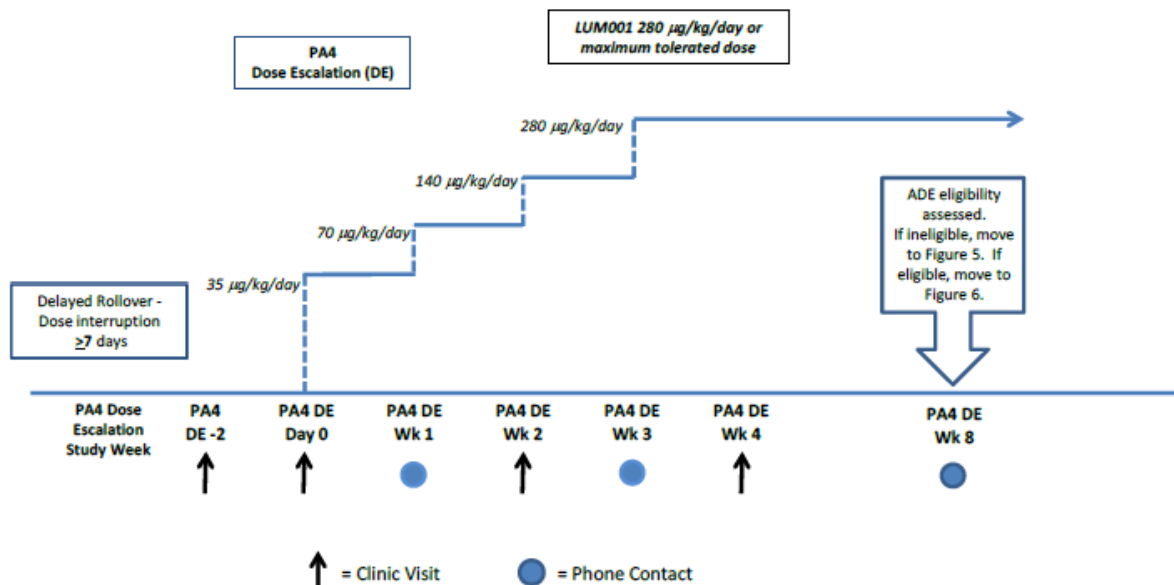 PA4
Dose Escalation (DE)
LUM001 280 µg/kg/day or
maximum tolerated dose
280 µg/kg/day
140 µg/kg/day
70 µg/kg/day
35 µg/kg/day
ADE eligibility
assessed.
If ineligible, move
to Figure 5. If
eligible, move to
Figure 6.
Delayed Rollover -
Dose interruption
≥7 days
PA4 Dose
Escalation
Study Week
PA4
DE -2
PA4 DE
Day 0
PA4 DE
Wk 1
PA4 DE
Wk 2
PA4 DE
Wk 3
PA4 DE
Wk 4
PA4 DE
Wk 8
= Clinic Visit
= Phone Contact